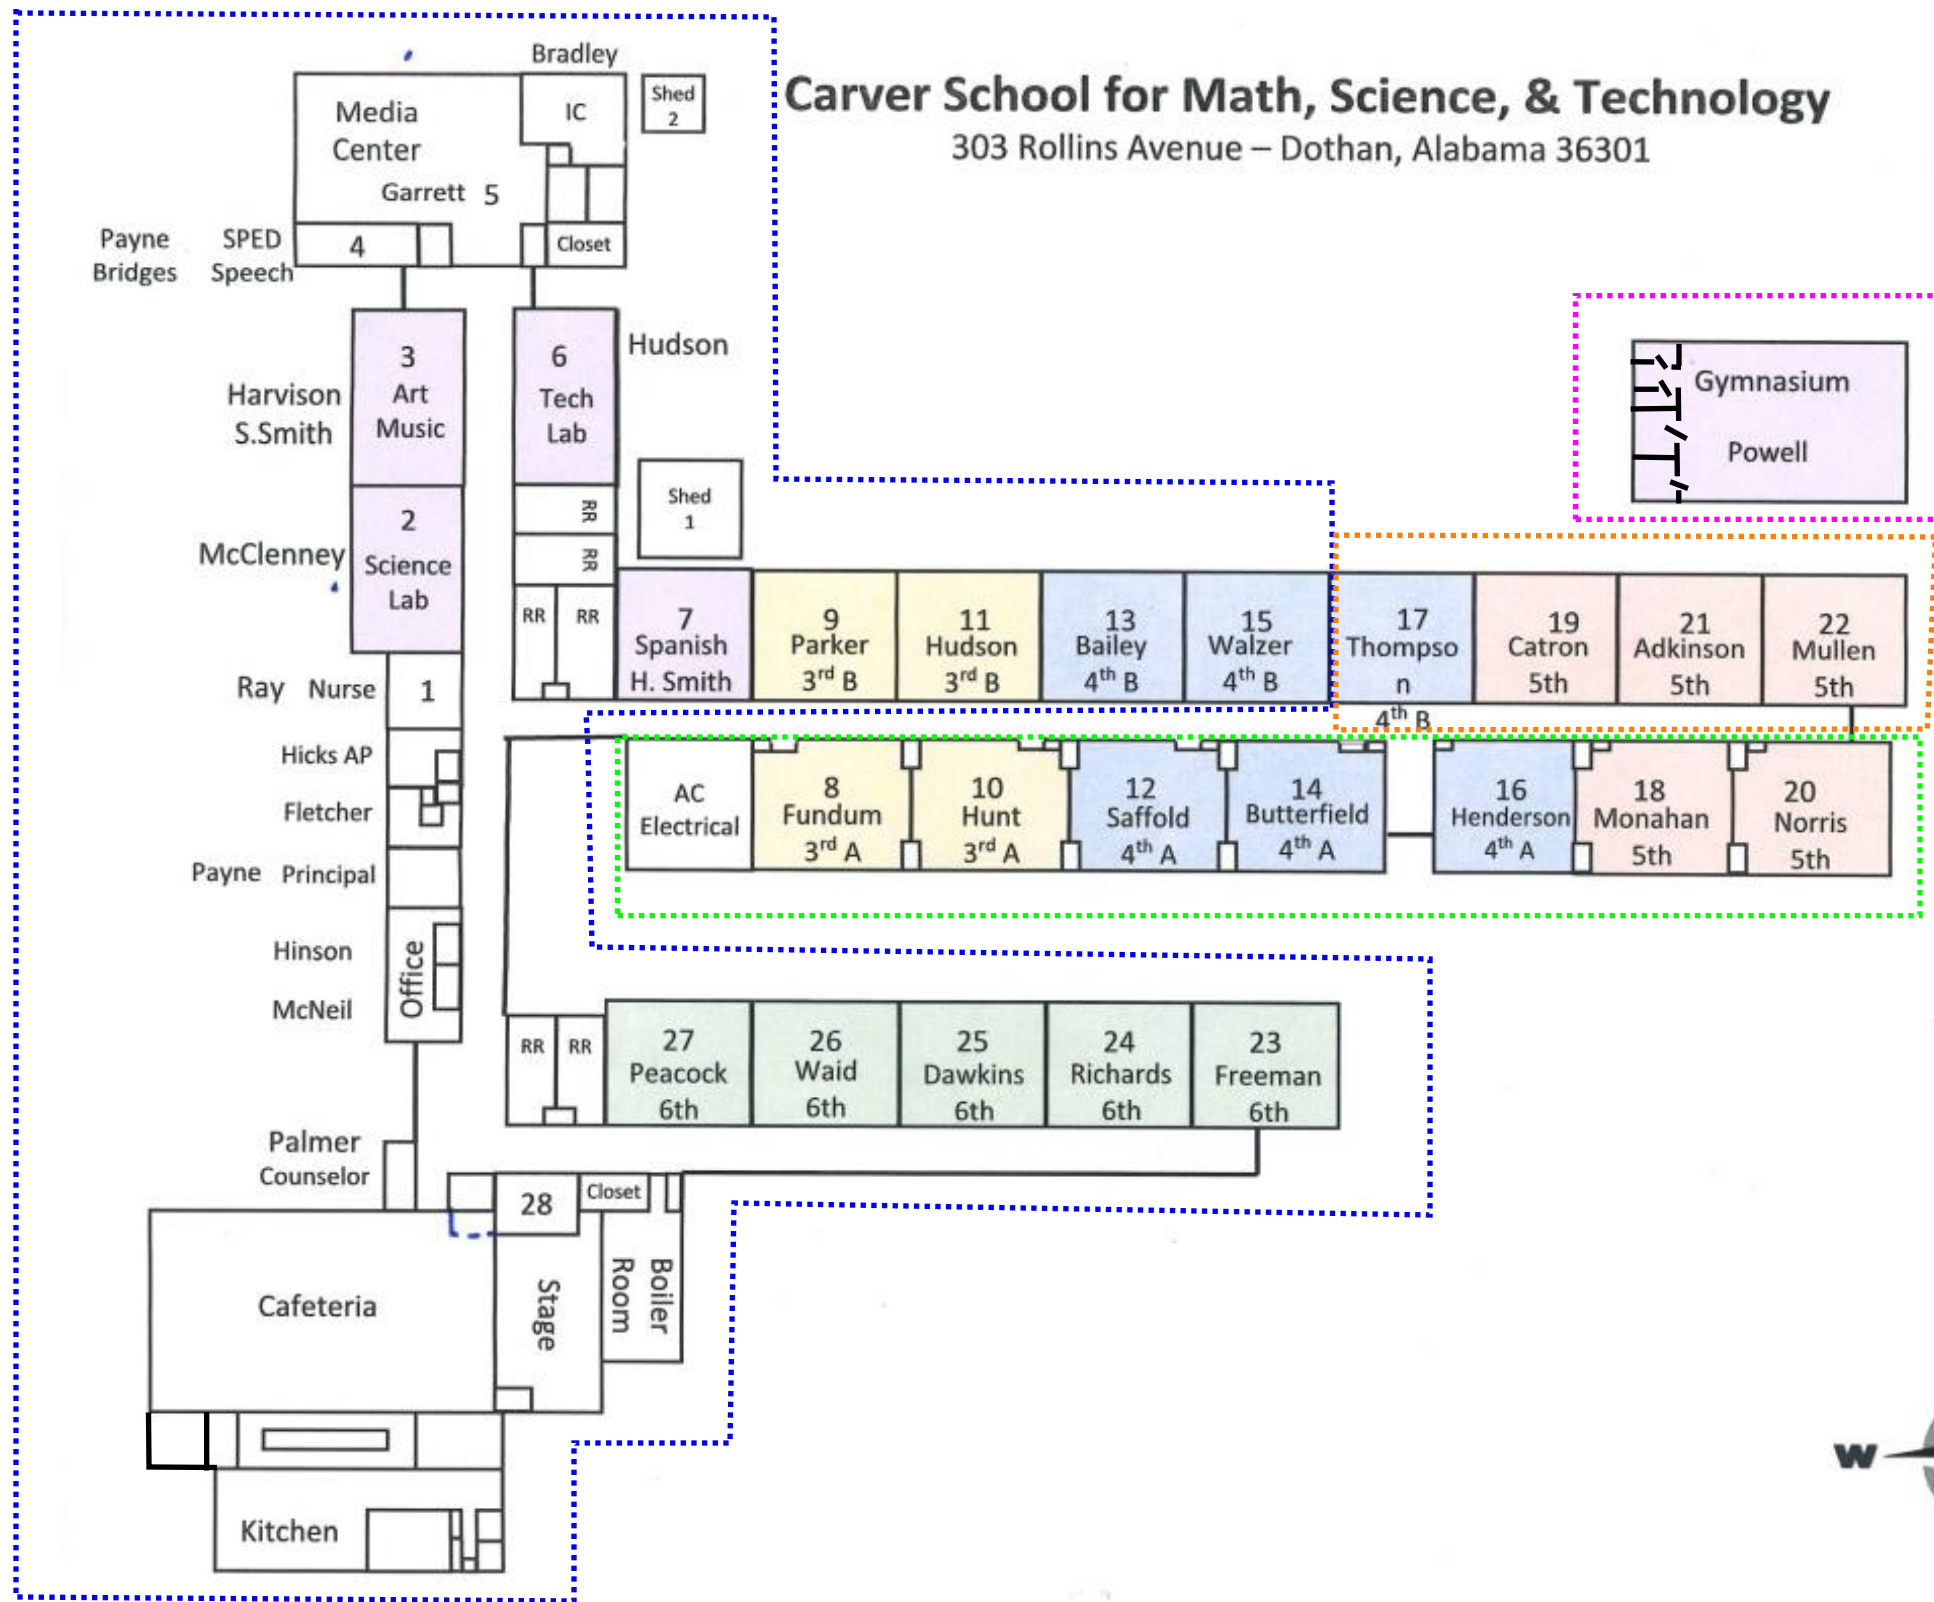 Carver School for Math, Science, & Technology
303 Rollins Avenue – Dothan, Alabama 36301
Bradley
Media
Center
IC
Shed
2
Garrett 5
Payne SPED
Bridges Speech
4
Closet
3
Art
Music
6
Tech
Lab
Hudson
Harvison
S.Smith
Gymnasium
Powell
2
Science
Lab
McClenney
RR
RR
Shed
1
RR
RR
7
Spanish
H. Smith
9
Parker
3rd B
11
Hudson
3rd B
13
Bailey
4th B
15
Walzer
4th B
17
Thompso
n
4th B
19
Catron
5th
21
Adkinson
5th
22
Mullen
5th
Ray Nurse
1
Hicks AP
Fletcher
Payne Principal
Hinson
McNeil
Office
AC
Electrical
8
Fundum
3rd A
10
Hunt
3rd A
12
Saffold
4th A
14
Butterfield
4th A
16
Henderson
4th A
18
Monahan
5th
20
Norris
5th
RR
RR
27
Peacock
6th
26
Waid
6th
25
Dawkins
6th
24
Richards
6th
23
Freeman
6th
Palmer
Counselor
28
Closet
Cafeteria
Stage
Boiler
Room
Kitchen
W